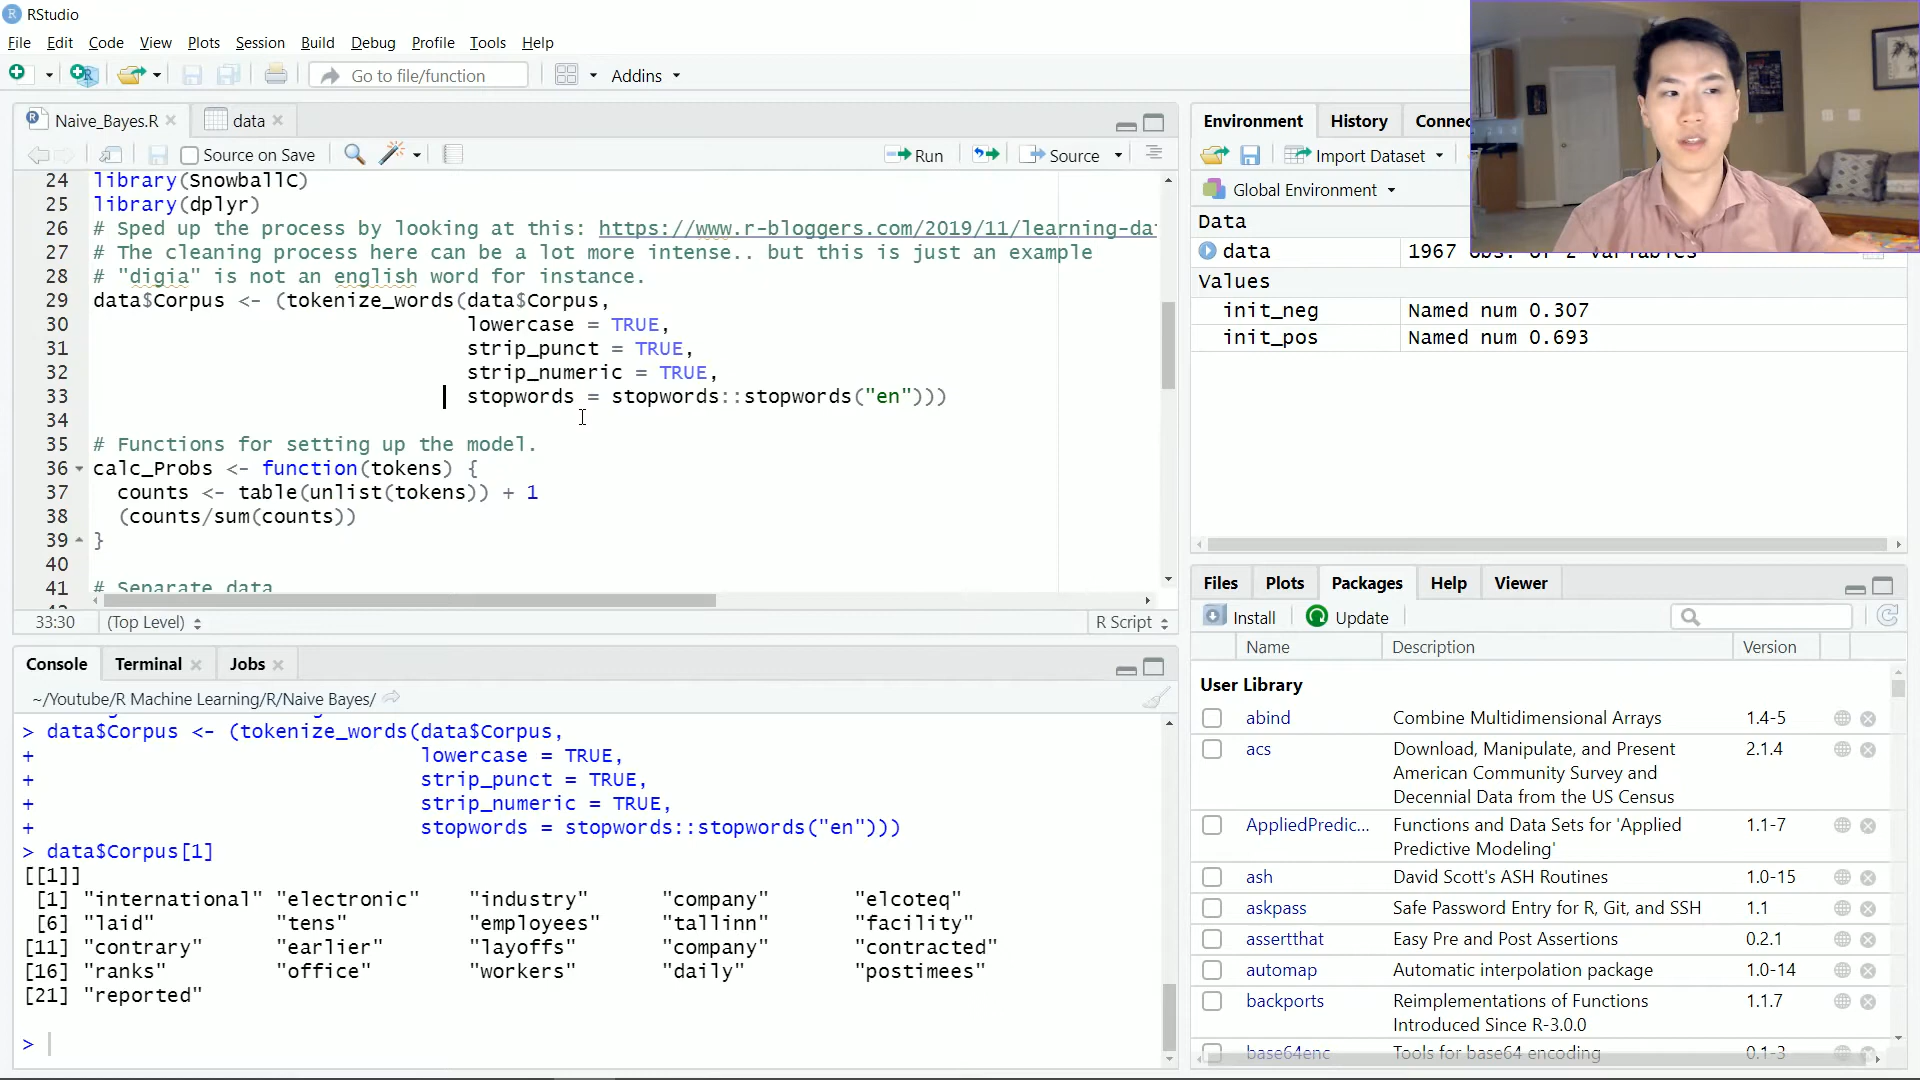 RStudio
File Edit Code View Plots Session Build Debug Profile Tools Help
Go to file/function Addins
Naive_Bayes.R data
Source on Save Run Source
24 library(SnowballC)
25 library(dplyr)
26 # Sped up the process by looking at this: https://www.r-bloggers.com/2019/11/learning-da
27 # The cleaning process here can be a lot more intense.. but this is just an example
28 # "digia" is not an english word for instance.
29 data$Corpus <- (tokenize_words(data$Corpus,
30 lowercase = TRUE,
31 strip_punct = TRUE,
32 strip_numeric = TRUE,
33 stopwords = stopwords::stopwords("en")))
34
35 # Functions for setting up the model.
36 calc_Probs <- function(tokens) {
37 counts <- table(unlist(tokens)) + 1
38 (counts/sum(counts))
39 }
40
41 # Separate data
33:30 (Top Level) R Script
Console Terminal Jobs
~/Youtube/R Machine Learning/R/Naive Bayes/
> data$Corpus <- (tokenize_words(data$Corpus,
+ lowercase = TRUE,
+ strip_punct = TRUE,
+ strip_numeric = TRUE,
+ stopwords = stopwords::stopwords("en")))
> data$Corpus[1]
[[1]]
[1] "international" "electronic" "industry" "company" "elcoteq"
[6] "laid" "tens" "employees" "tallinn" "facility"
[11] "contrary" "earlier" "layoffs" "company" "contracted"
[16] "ranks" "office" "workers" "daily" "postimees"
[21] "reported"
>
Environment History Connec
Import Dataset
Global Environment
Data
data 1967 obs. of 2 variables
Values
init_neg Named num 0.307
init_pos Named num 0.693
Files Plots Packages Help Viewer
Install Update
Name Description Version
User Library
abind Combine Multidimensional Arrays 1.4-5
acs Download, Manipulate, and Present 2.1.4
American Community Survey and
Decennial Data from the US Census
AppliedPredic... Functions and Data Sets for 'Applied 1.1-7
Predictive Modeling'
ash David Scott's ASH Routines 1.0-15
askpass Safe Password Entry for R, Git, and SSH 1.1
assertthat Easy Pre and Post Assertions 0.2.1
automap Automatic interpolation package 1.0-14
backports Reimplementations of Functions 1.1.7
Introduced Since R-3.0.0
base64enc Tools for base64 encoding 0.1-3